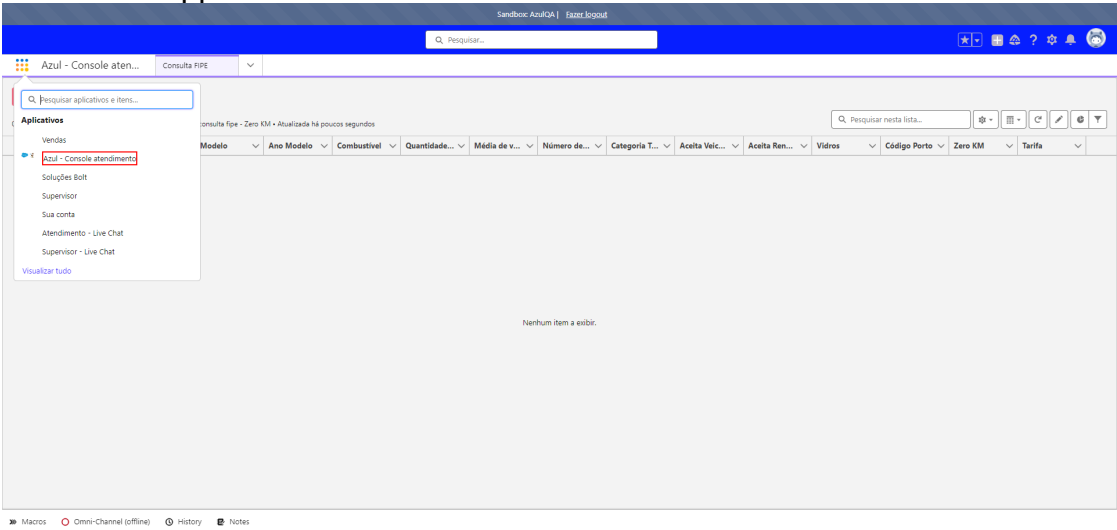 Sandbox: AzulQA | Fazer logout
Pesquisar...
Azul - Console aten...
Consulta FIPE
Pesquisar aplicativos e itens...
Aplicativos
Vendas
Azul - Console atendimento
Soluções Bolt
Supervisor
Sua conta
Atendimento - Live Chat
Supervisor - Live Chat
Visualizar tudo
consulta fipe - Zero KM • Atualizada há poucos segundos
Pesquisar nesta lista...
Modelo Ano Modelo Combustível Quantidade... Média de v... Número de... Categoria T... Aceita Veic... Aceita Ren... Vidros Código Porto Zero KM Tarifa
Nenhum item a exibir.
Macros Omni-Channel (offline) History Notes